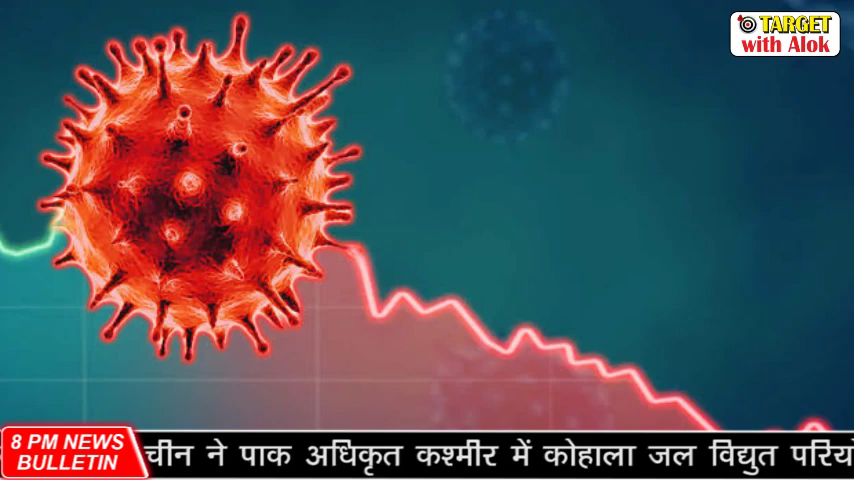 TARGET
with Alok
8 PM NEWS
BULLETIN
चीन ने पाक अधिकृत कश्मीर में कोहाला जल विद्युत